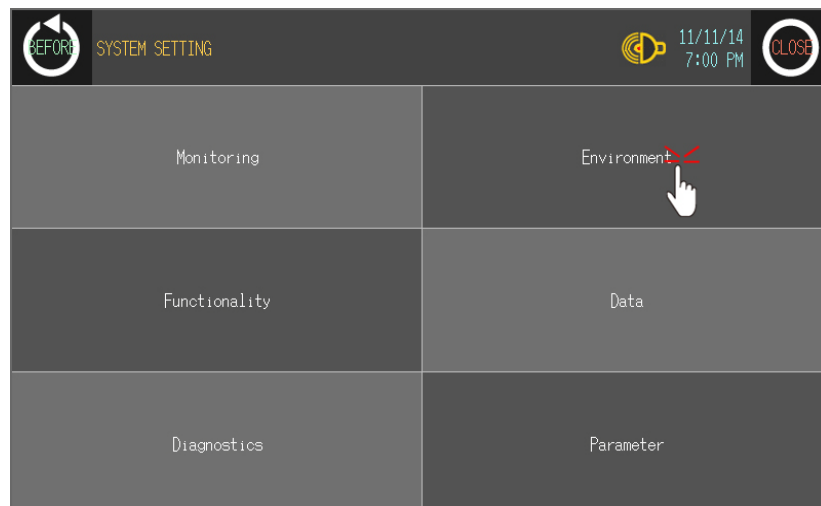 BEFORE
SYSTEM SETTING
11/11/14
7:00 PM
CLOSE
Monitoring
Environment
Functionality
Data
Diagnostics
Parameter